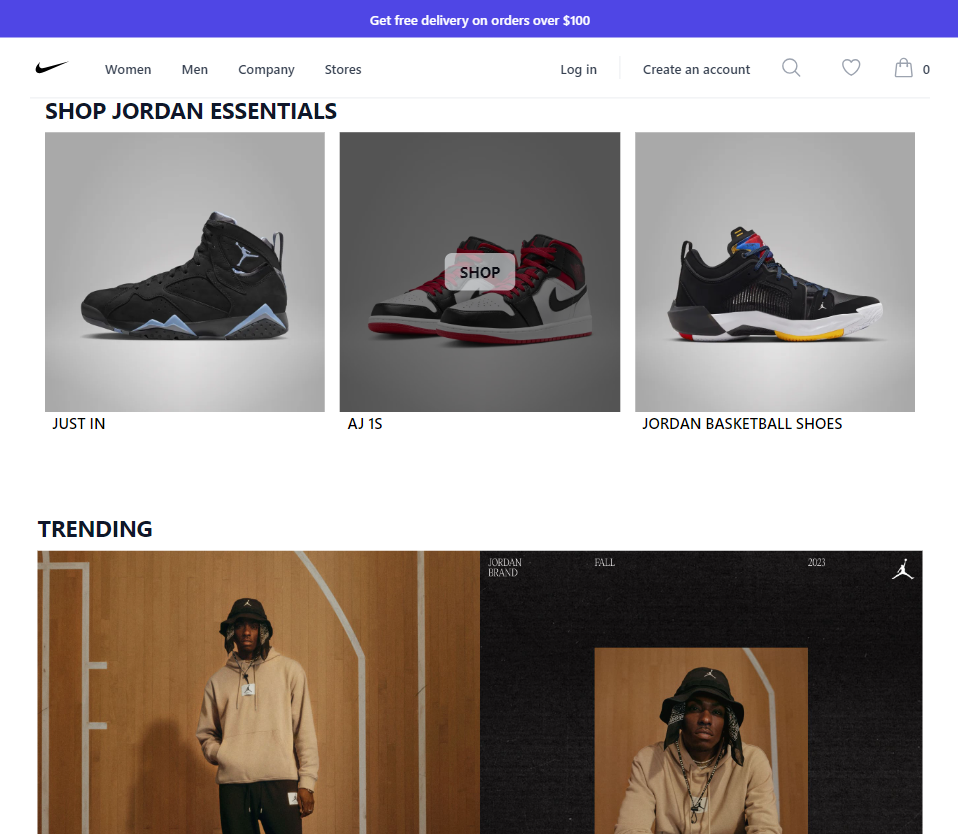 Get free delivery on orders over $100
Women Men Company Stores Log in Create an account 0
SHOP JORDAN ESSENTIALS
SHOP
JUST IN AJ 1S JORDAN BASKETBALL SHOES
TRENDING
JORDAN FALL 2023
BRAND